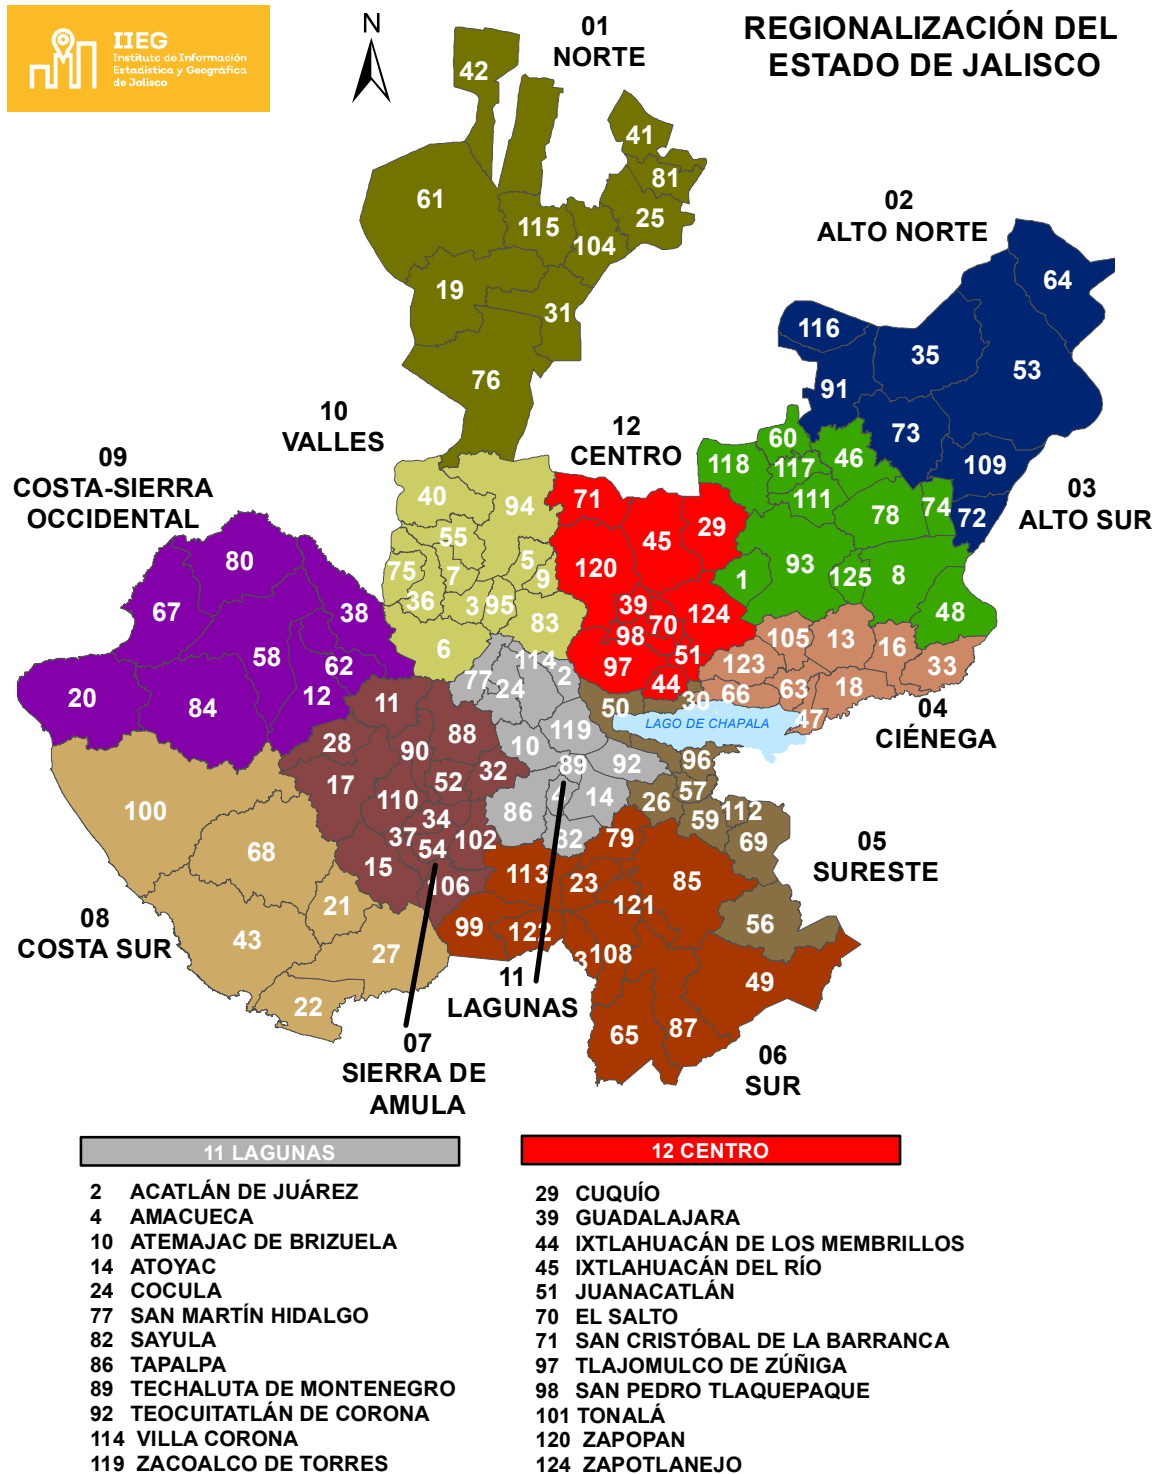 IIEG
Instituto de Información
Estadística y Geográfica
de Jalisco
N
REGIONALIZACIÓN DEL
ESTADO DE JALISCO
01
NORTE
42
41
81
61
25
115
104
19
31
76
02
ALTO NORTE
64
116
35
53
91
73
109
72
03
ALTO SUR
60
46
118
117
111
74
78
93
1
125
8
48
10
VALLES
40
94
55
5
75
7
9
36
3
95
83
6
12
CENTRO
71
45
29
120
39
70
124
98
51
97
44
09
COSTA-SIERRA
OCCIDENTAL
80
67
38
58
62
20
84
12
04
CIÉNEGA
105
13
16
33
123
66
63
18
47
LAGO DE CHAPALA
114
77
24
2
119
10
89
92
4
14
86
82
11
LAGUNAS
50
30
96
57
26
59
112
69
56
05
SURESTE
11
88
28
90
17
52
32
110
34
37
54
102
15
106
07
SIERRA DE
AMULA
100
68
21
43
27
22
08
COSTA SUR
79
113
23
85
121
99
122
3
108
49
65
87
06
SUR
11 LAGUNAS
2 ACATLÁN DE JUÁREZ
4 AMACUECA
10 ATEMAJAC DE BRIZUELA
14 ATOYAC
24 COCULA
77 SAN MARTÍN HIDALGO
82 SAYULA
86 TAPALPA
89 TECHALUTA DE MONTENEGRO
92 TEOCUITATLÁN DE CORONA
114 VILLA CORONA
119 ZACOALCO DE TORRES
12 CENTRO
29 CUQUÍO
39 GUADALAJARA
44 IXTLAHUACÁN DE LOS MEMBRILLOS
45 IXTLAHUACÁN DEL RÍO
51 JUANACATLÁN
70 EL SALTO
71 SAN CRISTÓBAL DE LA BARRANCA
97 TLAJOMULCO DE ZÚÑIGA
98 SAN PEDRO TLAQUEPAQUE
101 TONALÁ
120 ZAPOPAN
124 ZAPOTLANEJO